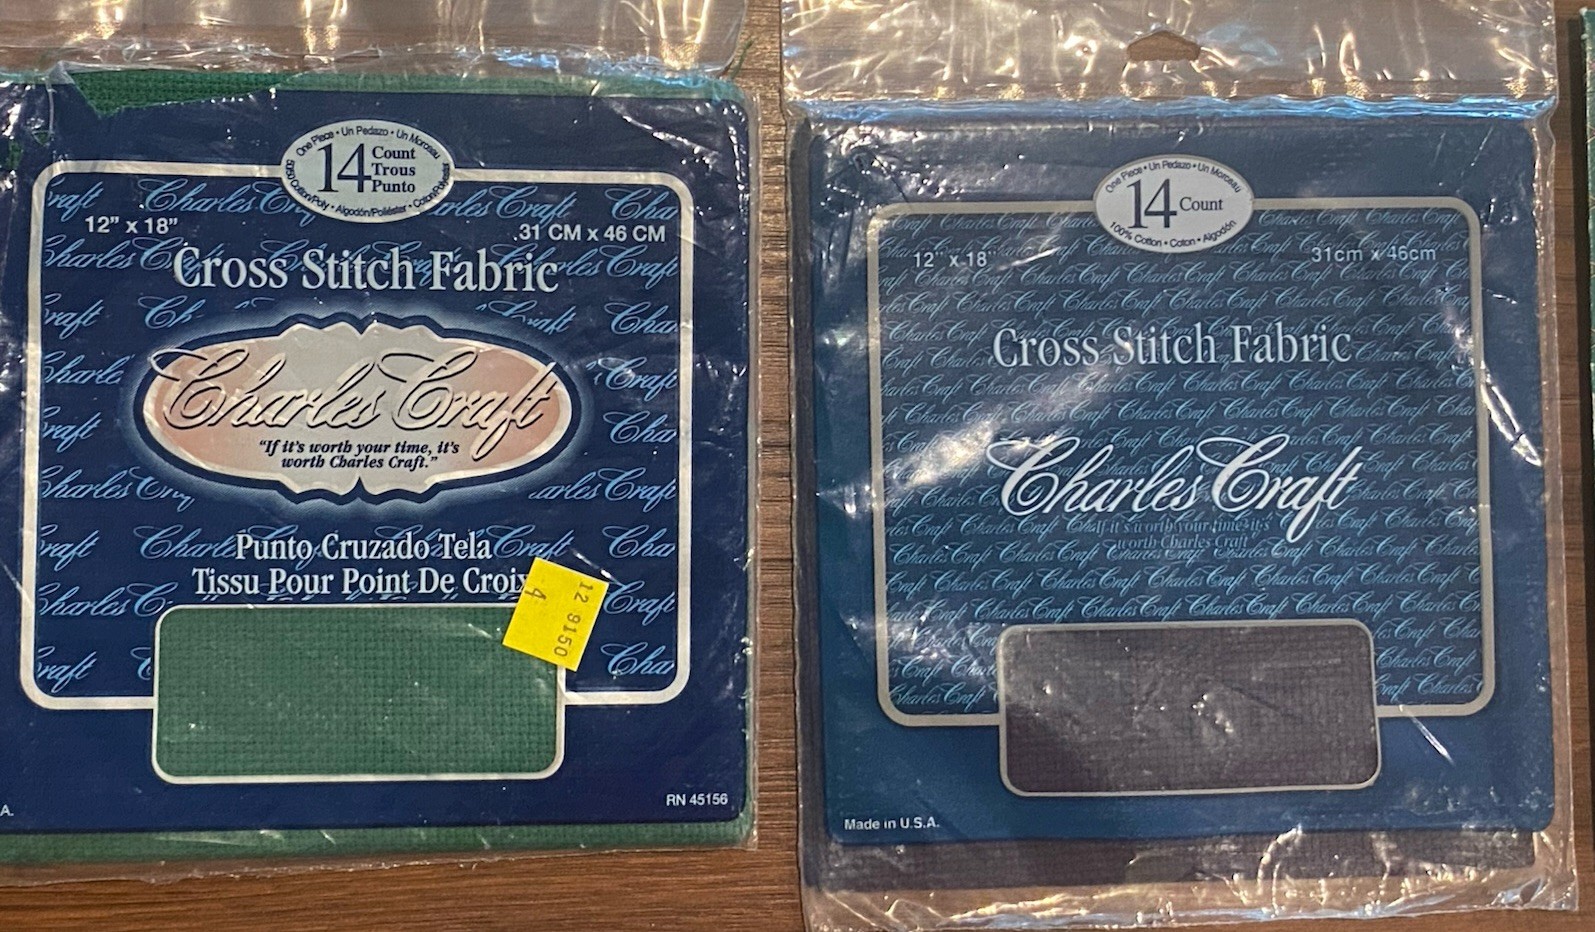 One Piece • Un Pedazo • Un Morceau
14 Count
Trous
Punto
50/50 Cotton/Poly • Algodón/Poliéster • Coton/Polyester
12” x 18”
31 CM x 46 CM
Cross Stitch Fabric
Charles Craft
“If it's worth your time, it's
worth Charles Craft.”
Punto Cruzado Tela
Tissu Pour Point De Croix
12 9150
4
RN 45156
A.
One Piece • Un Pedazo • Un Morceau
14 Count
100% Cotton • Coton • Algodón
12" x 18"
31cm x 46cm
Cross Stitch Fabric
Charles Craft
If it's worth your time, it's
worth Charles Craft
Made in U.S.A.